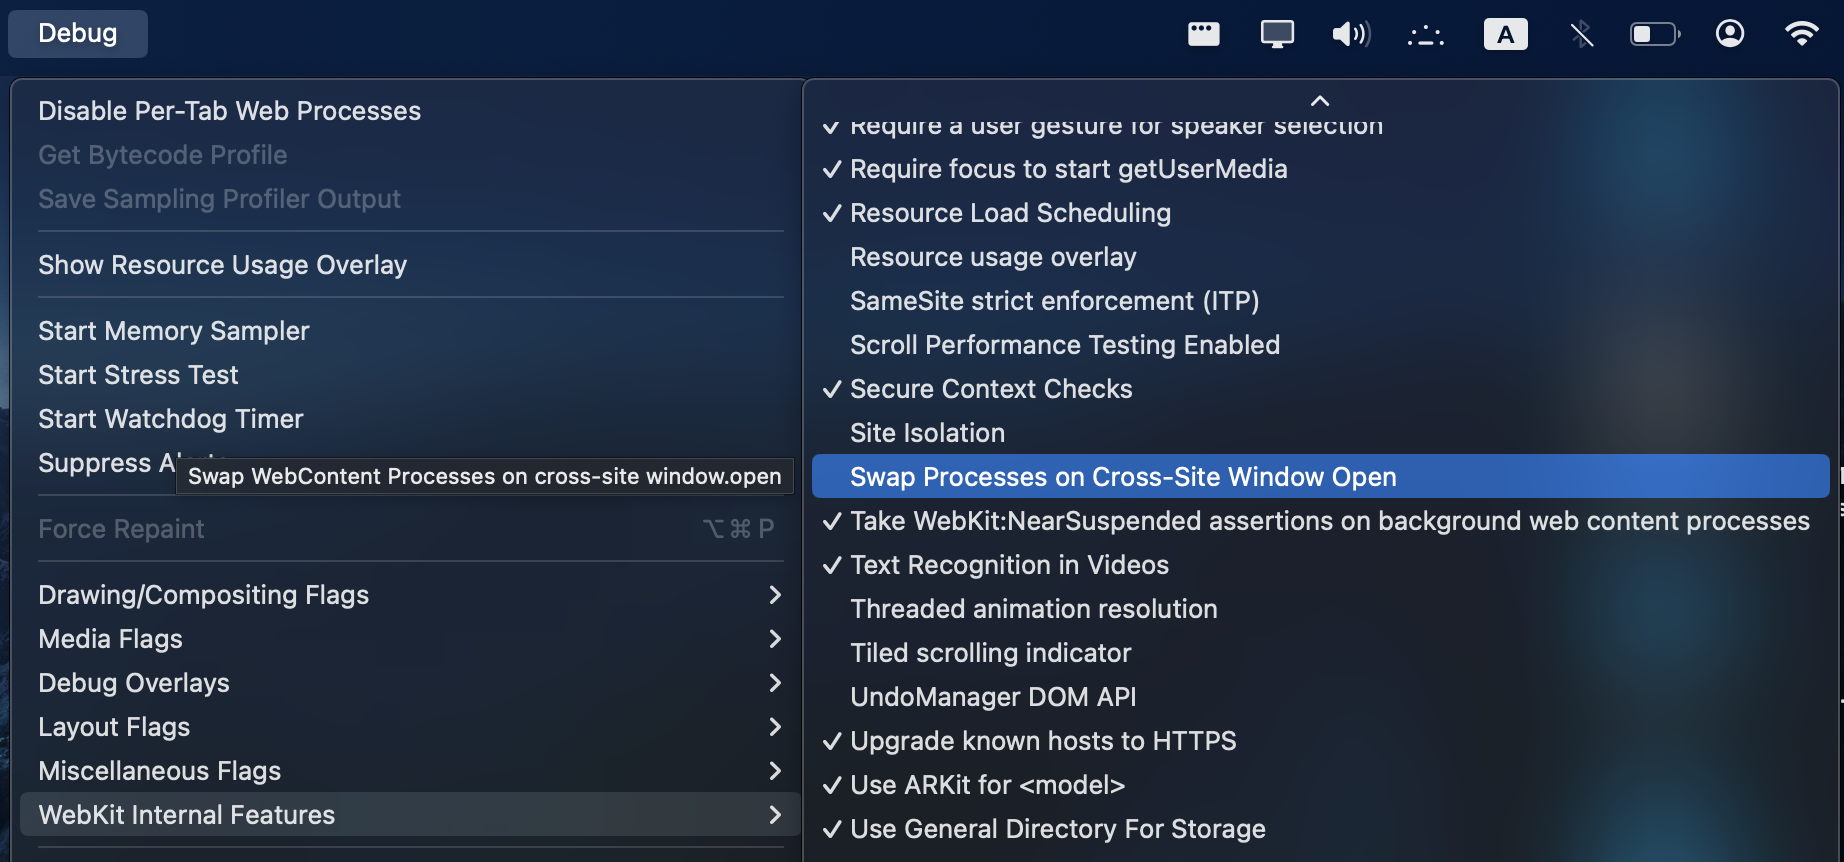 Debug
A
Disable Per-Tab Web Processes
Get Bytecode Profile
Save Sampling Profiler Output
Show Resource Usage Overlay
Start Memory Sampler
Start Stress Test
Start Watchdog Timer
Suppress Alerts
Swap WebContent Processes on cross-site window.open
Force Repaint ⌥⌘P
Drawing/Compositing Flags
Media Flags
Debug Overlays
Layout Flags
Miscellaneous Flags
WebKit Internal Features
✓ Require a user gesture for speaker selection
✓ Require focus to start getUserMedia
✓ Resource Load Scheduling
Resource usage overlay
SameSite strict enforcement (ITP)
Scroll Performance Testing Enabled
✓ Secure Context Checks
Site Isolation
Swap Processes on Cross-Site Window Open
✓ Take WebKit:NearSuspended assertions on background web content processes
✓ Text Recognition in Videos
Threaded animation resolution
Tiled scrolling indicator
UndoManager DOM API
✓ Upgrade known hosts to HTTPS
✓ Use ARKit for <model>
✓ Use General Directory For Storage